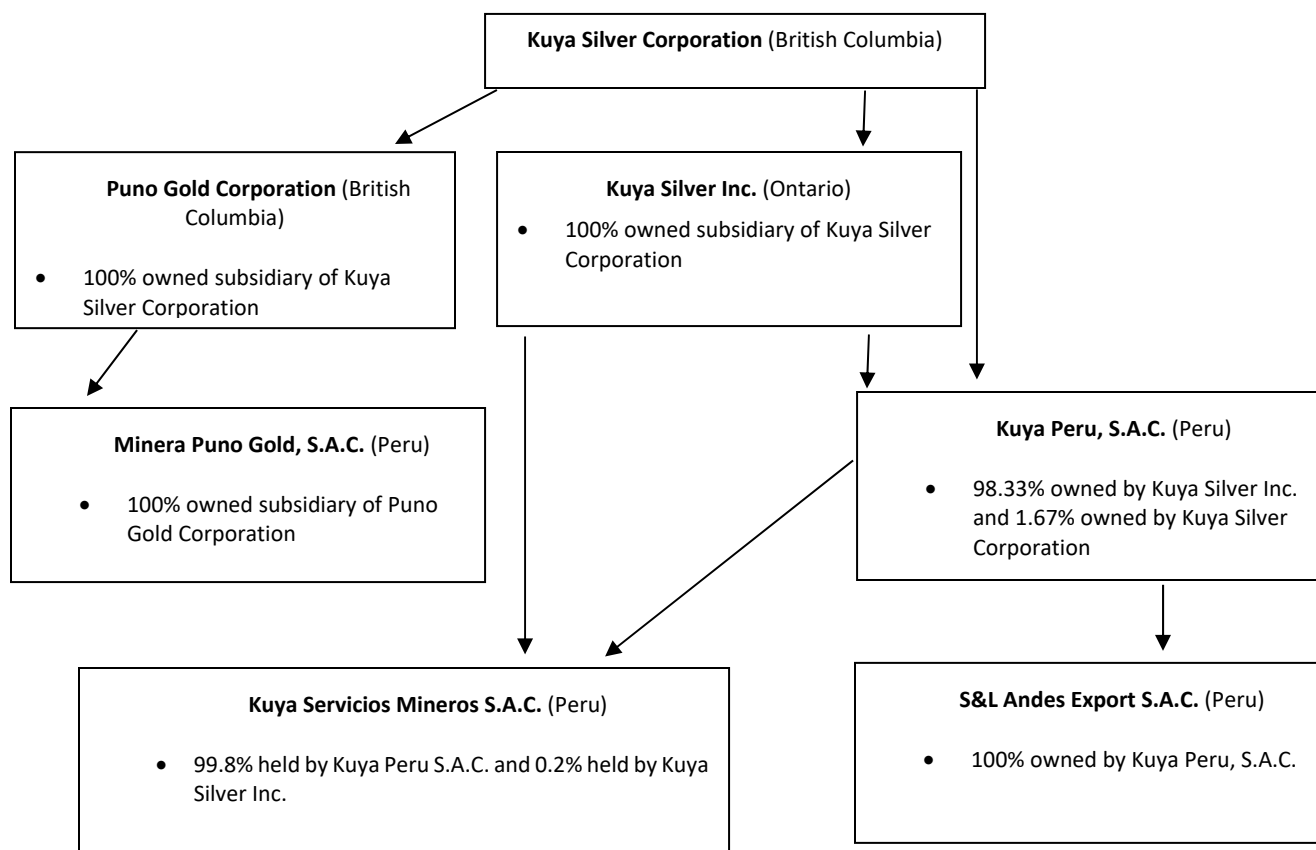 Kuya Silver Corporation (British Columbia)
Puno Gold Corporation (British
Columbia)
• 100% owned subsidiary of Kuya
Silver Corporation
Kuya Silver Inc. (Ontario)
• 100% owned subsidiary of Kuya Silver
Corporation
Minera Puno Gold, S.A.C. (Peru)
• 100% owned subsidiary of Puno
Gold Corporation
Kuya Peru, S.A.C. (Peru)
• 98.33% owned by Kuya Silver Inc.
and 1.67% owned by Kuya Silver
Corporation
Kuya Servicios Mineros S.A.C. (Peru)
• 99.8% held by Kuya Peru S.A.C. and 0.2% held by Kuya
Silver Inc.
S&L Andes Export S.A.C. (Peru)
• 100% owned by Kuya Peru, S.A.C.